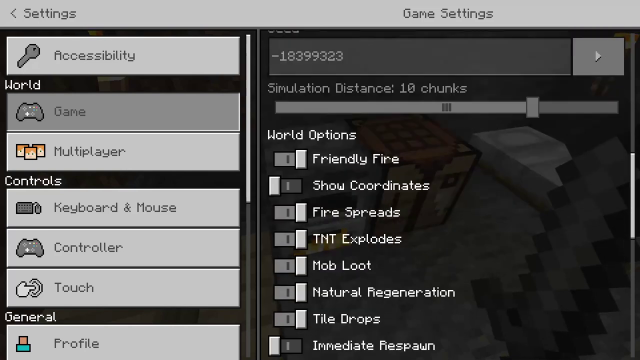 < Settings
Game Settings
Accessibility
World
Game
Multiplayer
Controls
Keyboard & Mouse
Controller
Touch
General
Profile
Seed
-18399323
Simulation Distance: 10 chunks
World Options
Friendly Fire
Show Coordinates
Fire Spreads
TNT Explodes
Mob Loot
Natural Regeneration
Tile Drops
Immediate Respawn